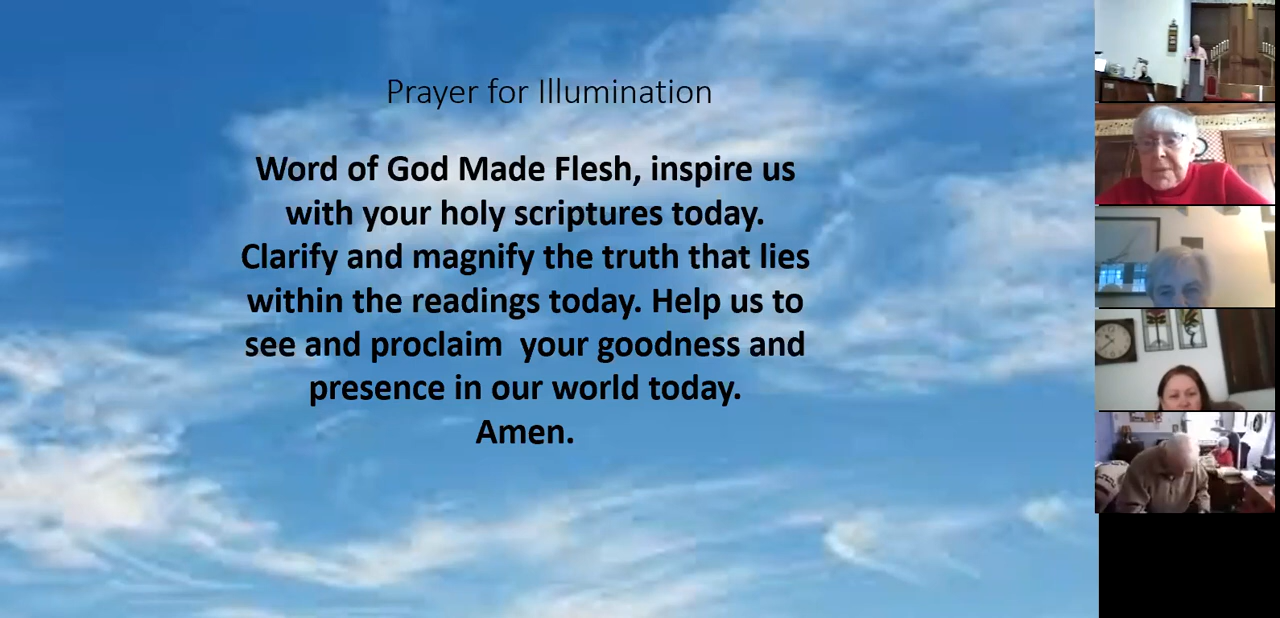 Prayer for Illumination
Word of God Made Flesh, inspire us
with your holy scriptures today.
Clarify and magnify the truth that lies
within the readings today. Help us to
see and proclaim  your goodness and
presence in our world today.
Amen.